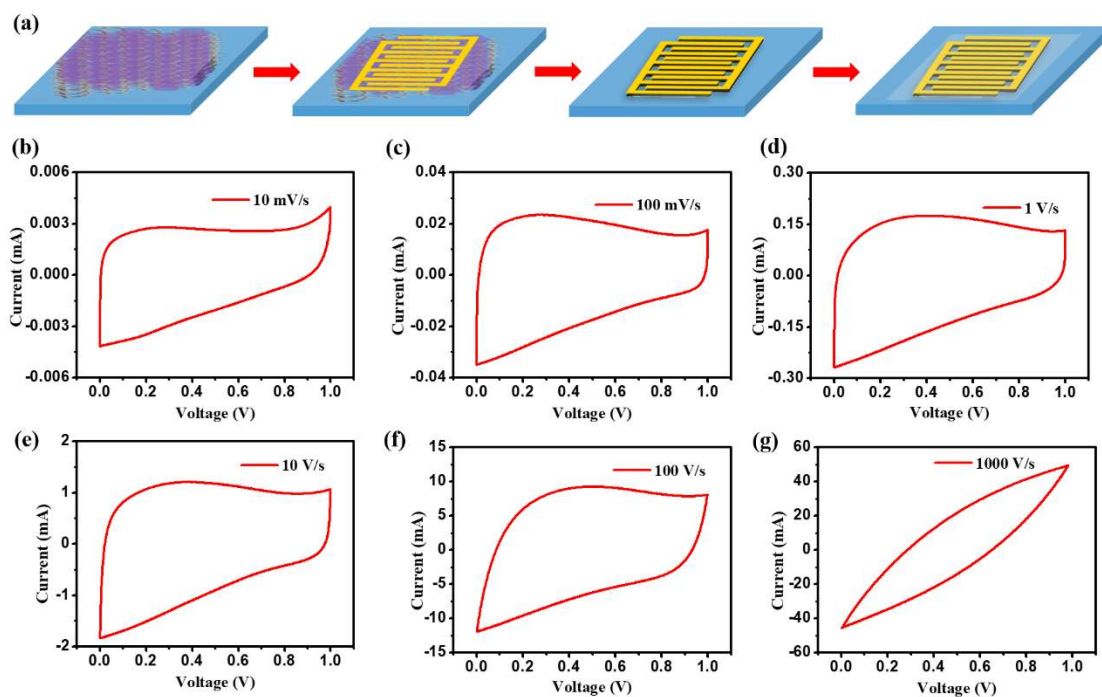 (a)
(b)
0.006
0.003
0.000
-0.003
-0.006
Current (mA)
10 mV/s
0.0 0.2 0.4 0.6 0.8 1.0
Voltage (V)
(c)
0.04
0.02
0.00
-0.02
-0.04
Current (mA)
100 mV/s
0.0 0.2 0.4 0.6 0.8 1.0
Voltage (V)
(d)
0.30
0.15
0.00
-0.15
-0.30
Current (mA)
1 V/s
0.0 0.2 0.4 0.6 0.8 1.0
Voltage (V)
(e)
2
1
0
-1
-2
Current (mA)
10 V/s
0.0 0.2 0.4 0.6 0.8 1.0
Voltage (V)
(f)
15
10
5
0
-5
-10
-15
Current (mA)
100 V/s
0.0 0.2 0.4 0.6 0.8 1.0
Voltage (V)
(g)
60
40
20
0
-20
-40
-60
Current (mA)
1000 V/s
0.0 0.2 0.4 0.6 0.8 1.0
Voltage (V)